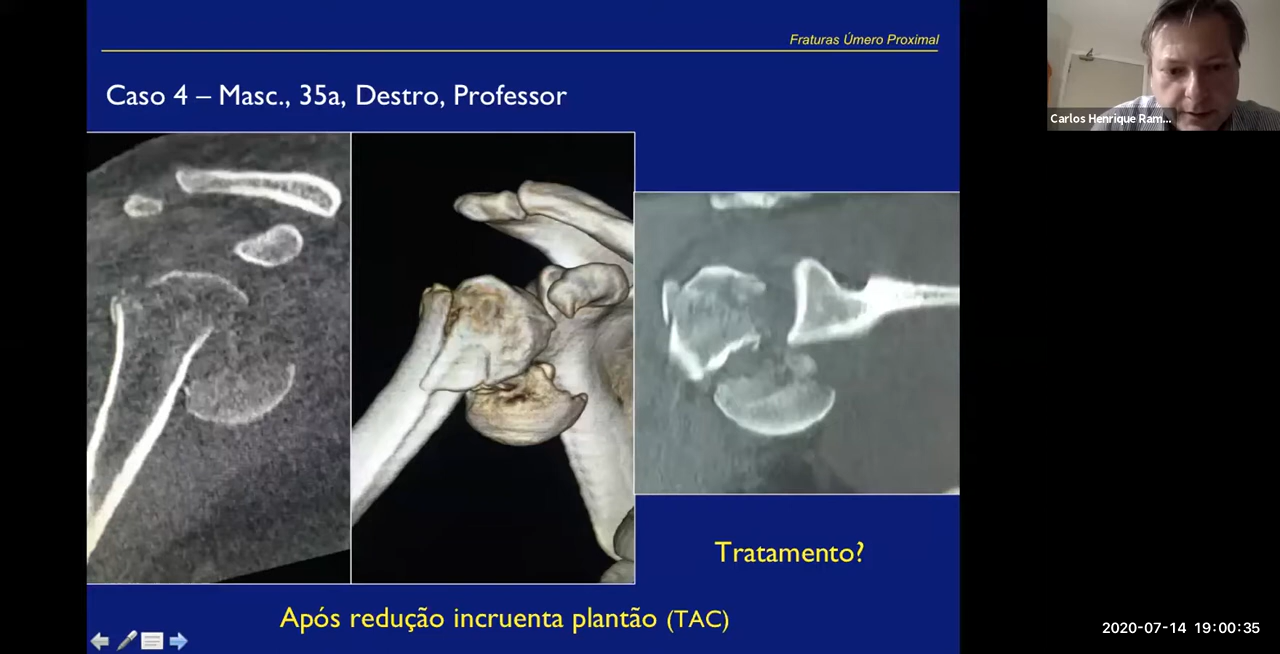 Fraturas Úmero Proximal
Caso 4 – Masc., 35a, Destro, Professor
Carlos Henrique Ram...
Tratamento?
Após redução incruenta plantão (TAC)
2020-07-14 19:00:35